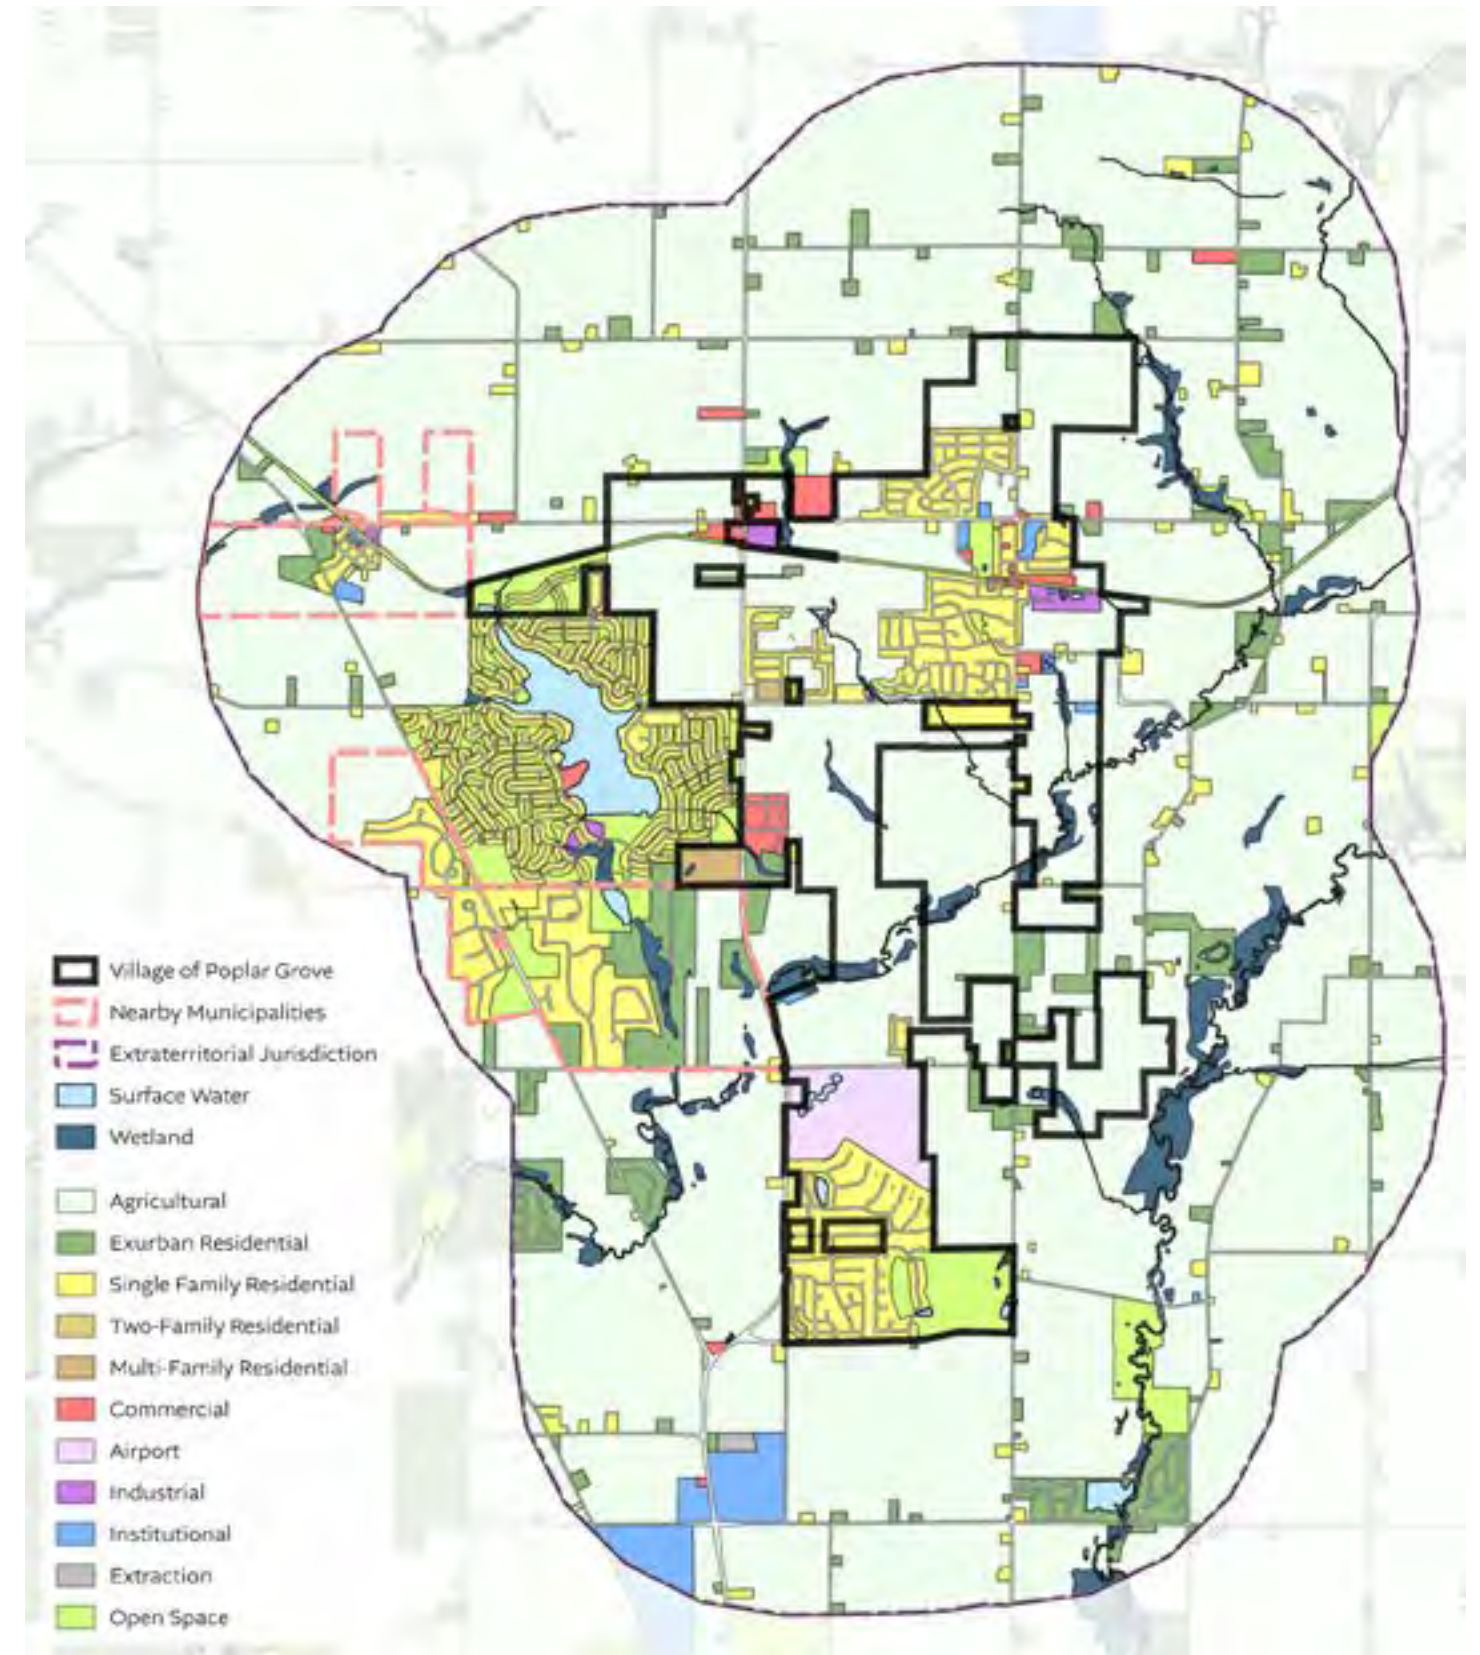 Village of Poplar Grove
Nearby Municipalities
Extraterritorial Jurisdiction
Surface Water
Wetland
Agricultural
Exurban Residential
Single Family Residential
Two-Family Residential
Multi-Family Residential
Commercial
Airport
Industrial
Institutional
Extraction
Open Space